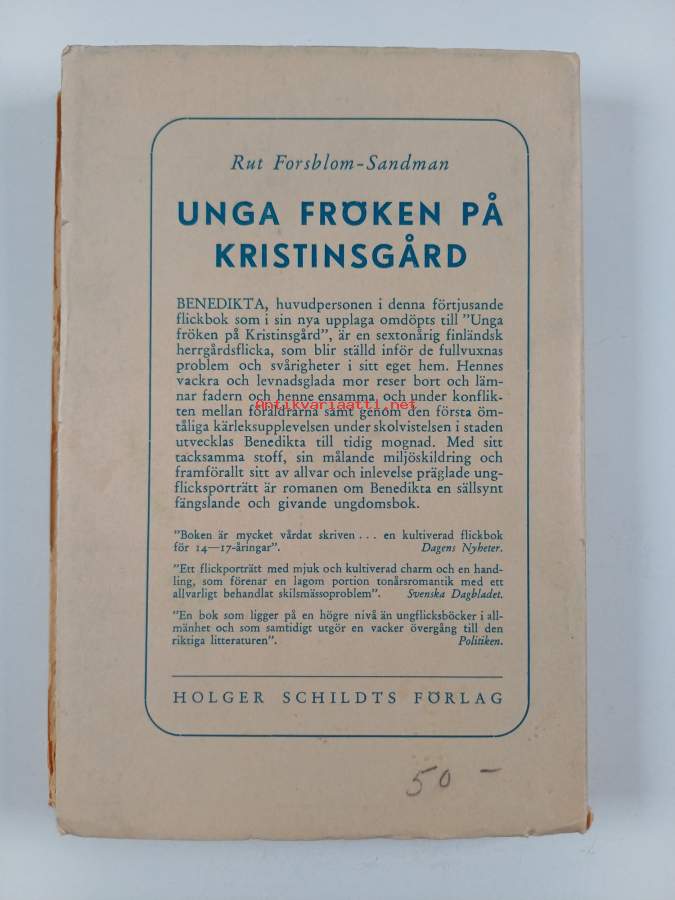 Rut Forsblom-Sandman
UNGA FRÖKEN PÅ
KRISTINSGÅRD
BENEDIKTA, huvudpersonen i denna förtjusande
flickbok som i sin nya upplaga omdöpts till ”Unga
fröken på Kristinsgård”, är en sextonårig finländsk
herrgårdsflicka, som blir ställd inför de fullvuxnas
problem och svårigheter i sitt eget hem. Hennes
vackra och levnadsglada mor reser bort och läm-
nar fadern och henne ensamma, och under konflik-
ten mellan föräldrarna samt genom den första öm-
antikvariaatti.net
tåliga kärleksupplevelsen under skolvistelsen i staden
utvecklas Benedikta till tidig mognad. Med sitt
tacksamma stoff, sin målande miljöskildring och
framförallt sitt av allvar och inlevelse präglade ung-
flicksporträtt är romanen om Benedikta en sällsynt
fängslande och givande ungdomsbok.
”Boken är mycket vårdat skriven... en kultiverad flickbok
för 14—17-åringar”. Dagens Nyheter.
”Ett flickporträtt med mjuk och kultiverad charm och en hand-
ling, som förenar en lagom portion tonårsromantik med ett
allvarligt behandlat skilsmässoproblem”. Svenska Dagbladet.
”En bok som ligger på en högre nivå än ungflicksböcker i all-
mänhet och som samtidigt utgör en vacker övergång till den
riktiga litteraturen”. Politiken.
HOLGER SCHILDTS FÖRLAG
50 -